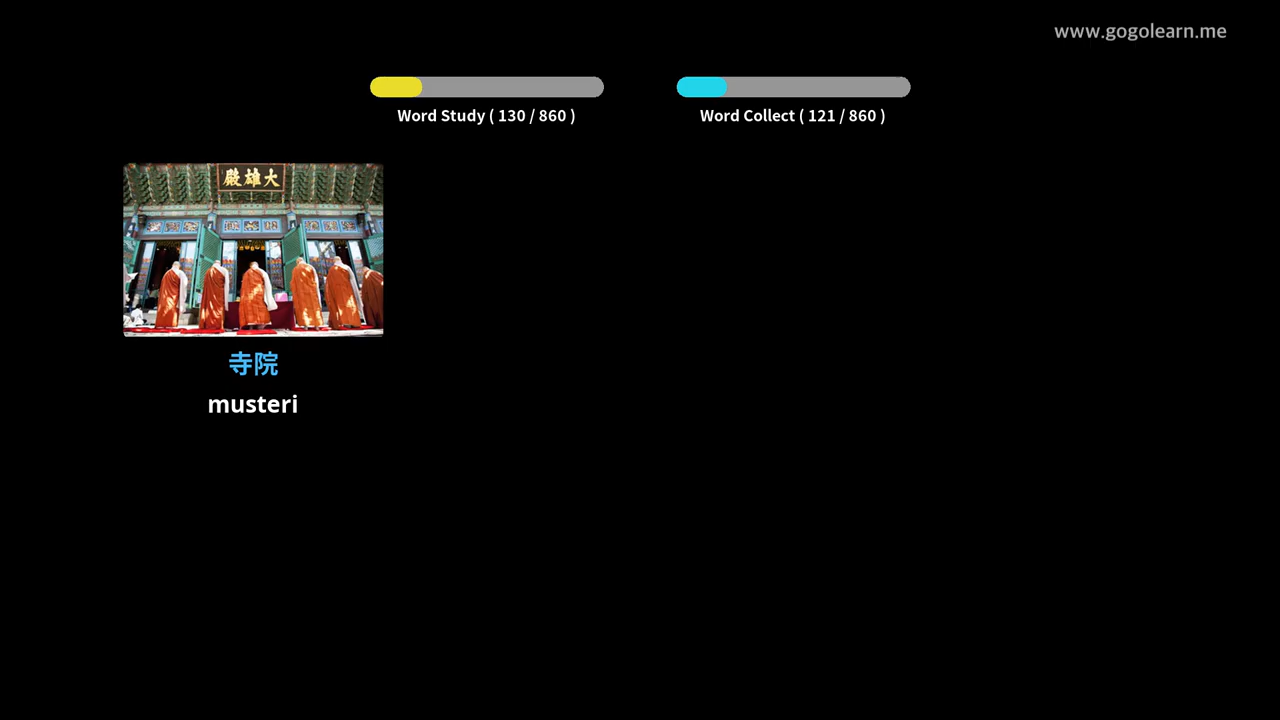 www.gogolearn.me
Word Study ( 130 / 860 )
Word Collect ( 121 / 860 )
殿雄大
寺院
musteri